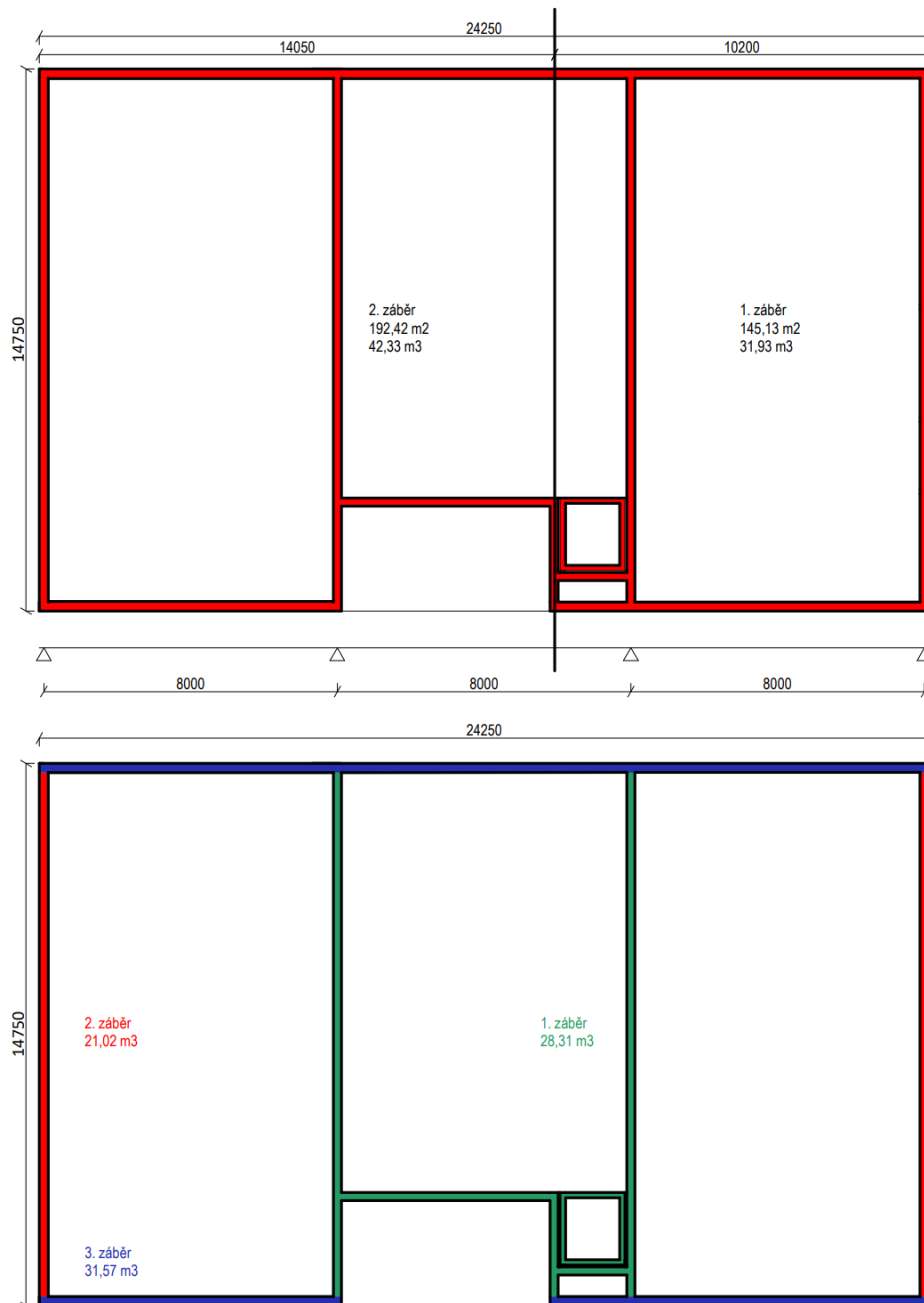 24250
14050
10200
14750
2. záběr
192,42 m2
42,33 m3
1. záběr
145,13 m2
31,93 m3
8000
8000
8000
24250
14750
2. záběr
21,02 m3
1. záběr
28,31 m3
3. záběr
31,57 m3